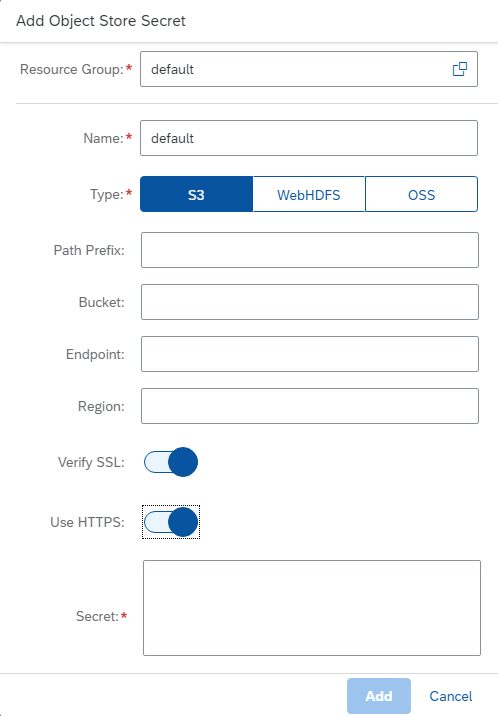 Add Object Store Secret
Resource Group:* default
Name:* default
Type:* S3 WebHDFS OSS
Path Prefix:
Bucket:
Endpoint:
Region:
Verify SSL:
Use HTTPS:
Secret:*
Add Cancel